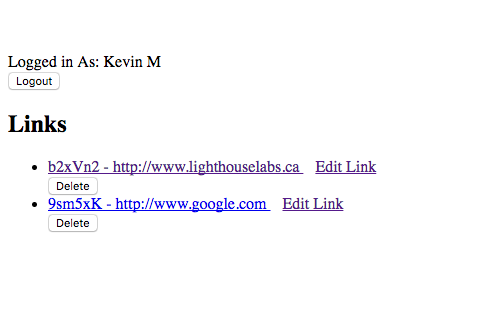 Logged in As: Kevin M
Logout
Links
b2xVn2 - http://www.lighthouselabs.ca Edit Link
Delete
9sm5xK - http://www.google.com Edit Link
Delete